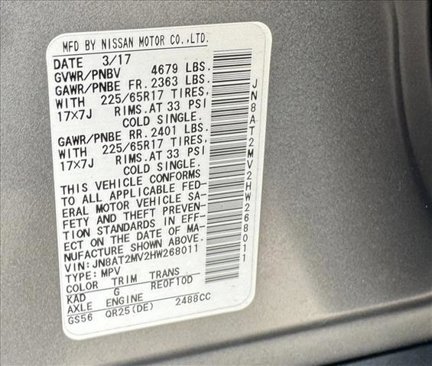 MFD BY NISSAN MOTOR CO.,LTD.
DATE 3/17
GVWR/PNBV 4679 LBS.
GAWR/PNBE FR. 2363 LBS.
WITH 225/65R17 TIRES,
17×7J RIMS.AT 33 PSI
COLD SINGLE.
GAWR/PNBE RR. 2401 LBS.
WITH 225/65R17 TIRES,
17×7J RIMS.AT 33 PSI
COLD SINGLE.
THIS VEHICLE CONFORMS
TO ALL APPLICABLE FED-
ERAL MOTOR VEHICLE SA-
FETY AND THEFT PREVEN-
TION STANDARDS IN EFF-
ECT ON THE DATE OF MA-
NUFACTURE SHOWN ABOVE.
VIN: JN8AT2MV2HW268011
TYPE: MPV
COLOR TRIM TRANS
KAD G RE0F10D
AXLE ENGINE
GS56 QR25(DE) 2488CC
JN8AT2MV2HW268011